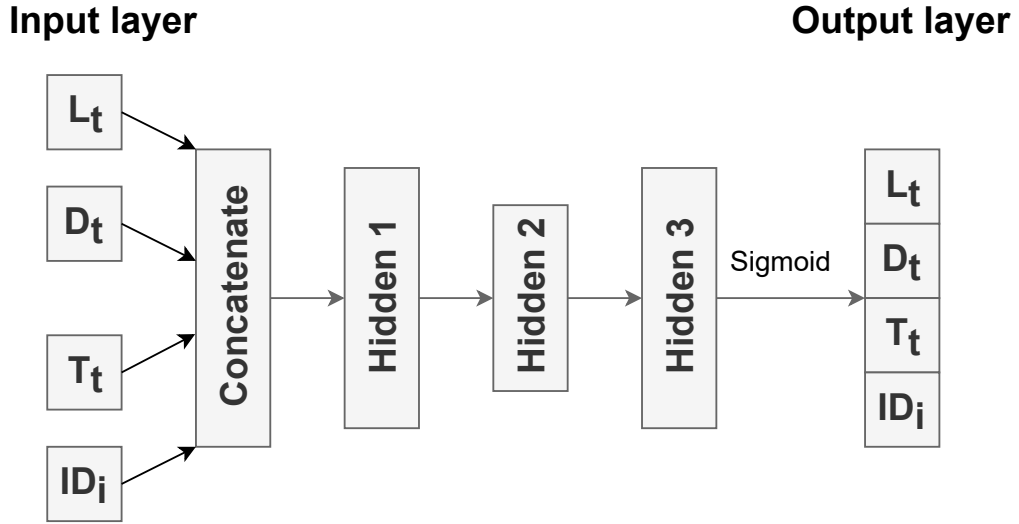 Input layer
Output layer
Lt
Dt
Tt
IDi
Concatenate
Hidden 1
Hidden 2
Hidden 3
Sigmoid
Lt
Dt
Tt
IDi